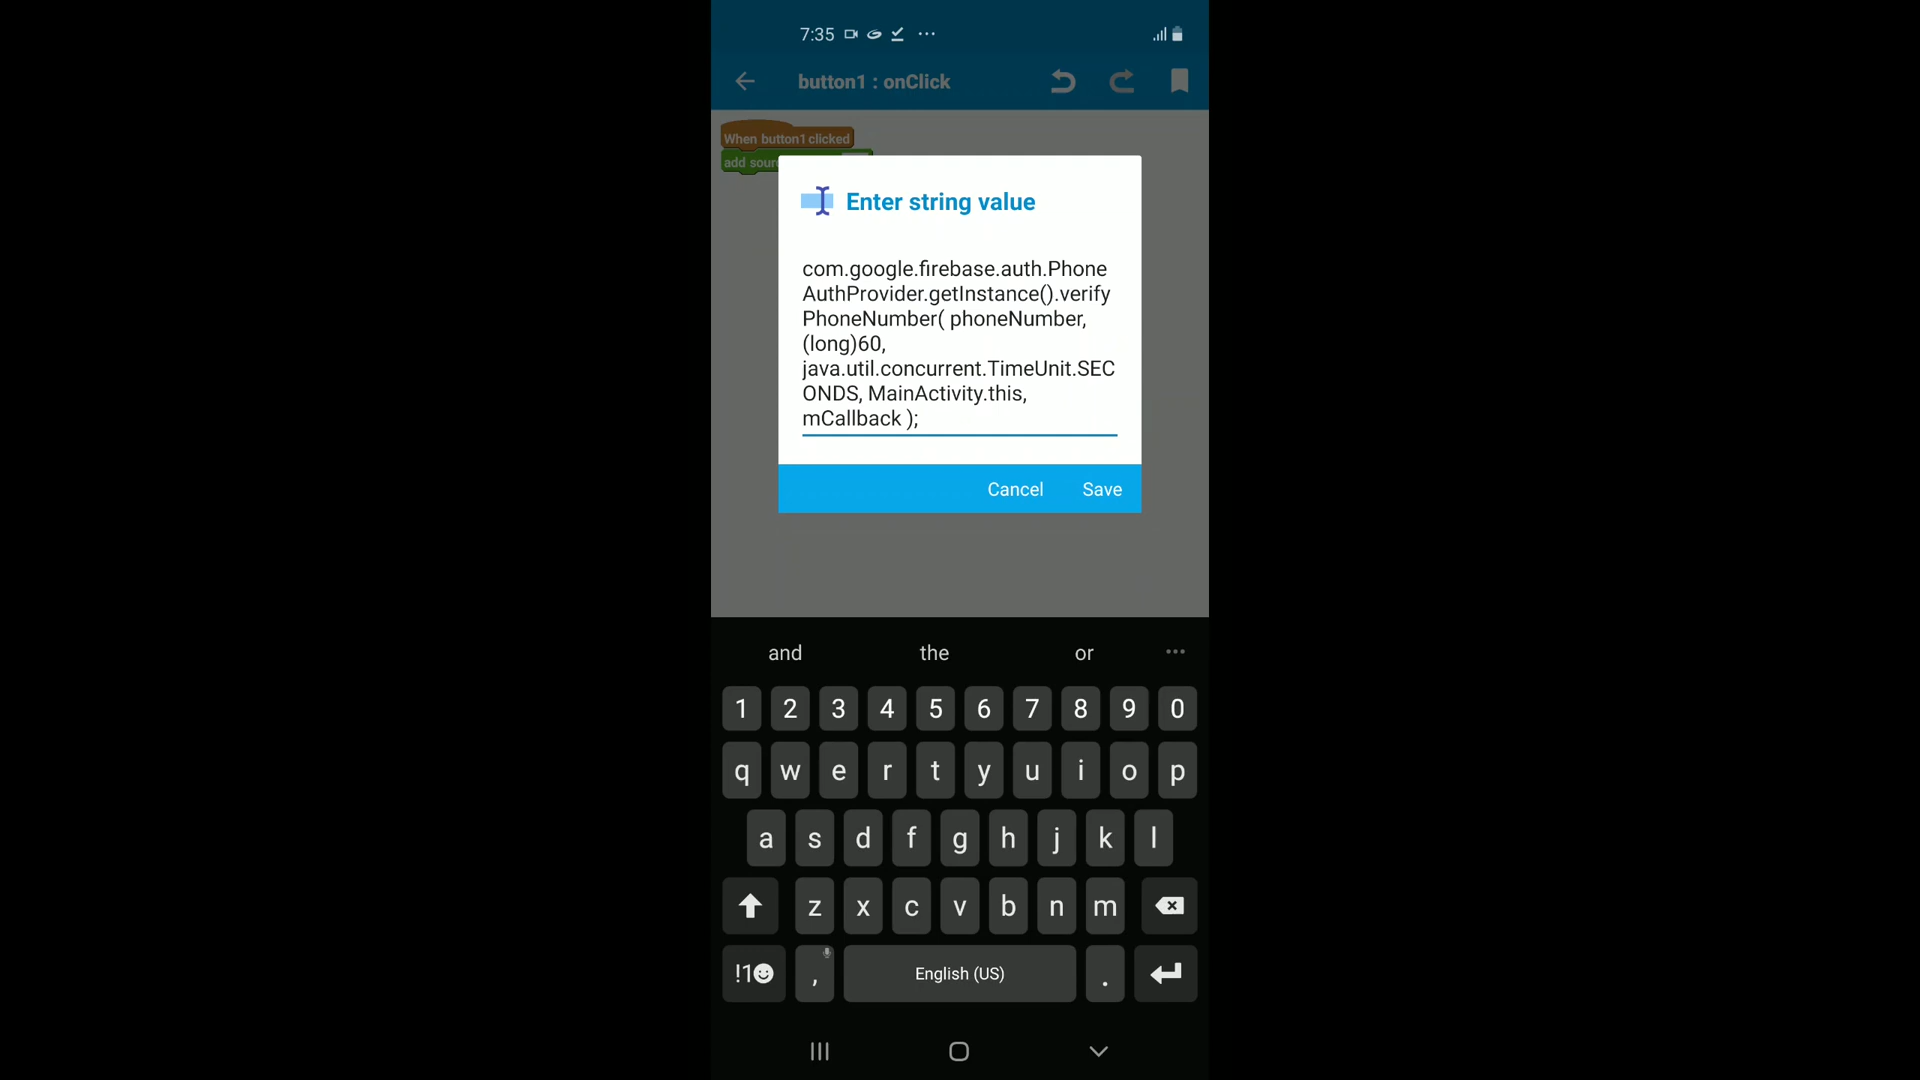 7:35
button1 : onClick
When button1 clicked
add sour
Enter string value
com.google.firebase.auth.Phone
AuthProvider.getInstance().verify
PhoneNumber( phoneNumber,
(long)60,
java.util.concurrent.TimeUnit.SEC
ONDS, MainActivity.this,
mCallback );
Cancel Save
and the or
1 2 3 4 5 6 7 8 9 0
q w e r t y u i o p
a s d f g h j k l
z x c v b n m
!1 , English (US) .